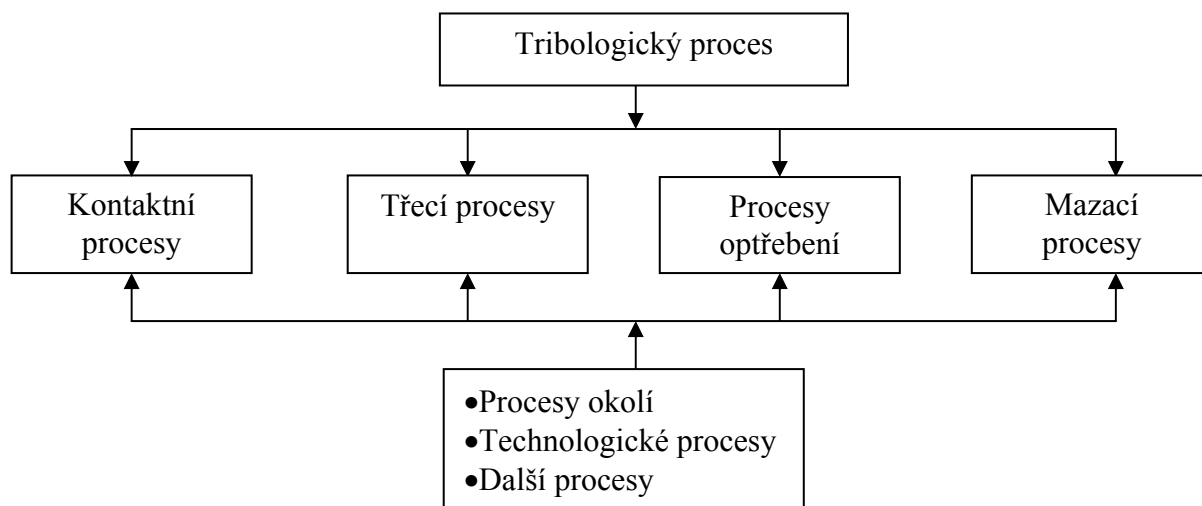 Tribologický proces
Kontaktní
procesy
Třecí procesy
Procesy
optřebení
Mazací
procesy
•Procesy okolí
•Technologické procesy
•Další procesy